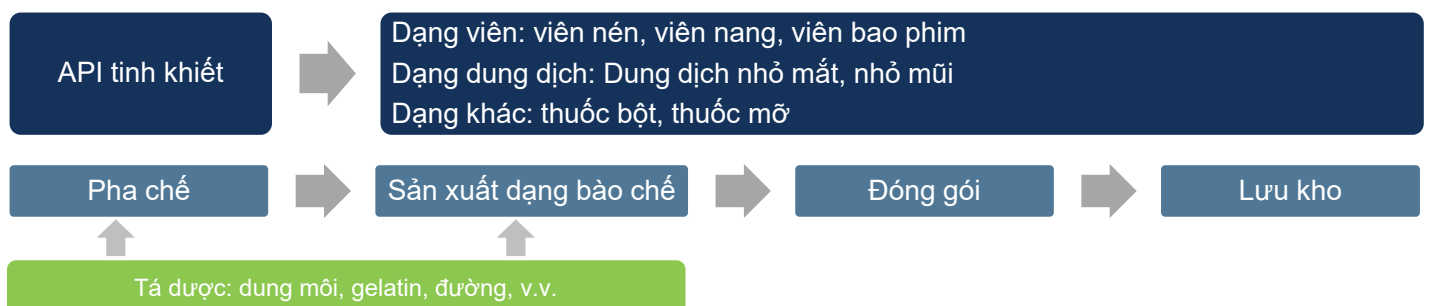 API tinh khiết
Dạng viên: viên nén, viên nang, viên bao phim
Dạng dung dịch: Dung dịch nhỏ mắt, nhỏ mũi
Dạng khác: thuốc bột, thuốc mỡ
Pha chế
Sản xuất dạng bào chế
Đóng gói
Lưu kho
Tá dược: dung môi, gelatin, đường, v.v.